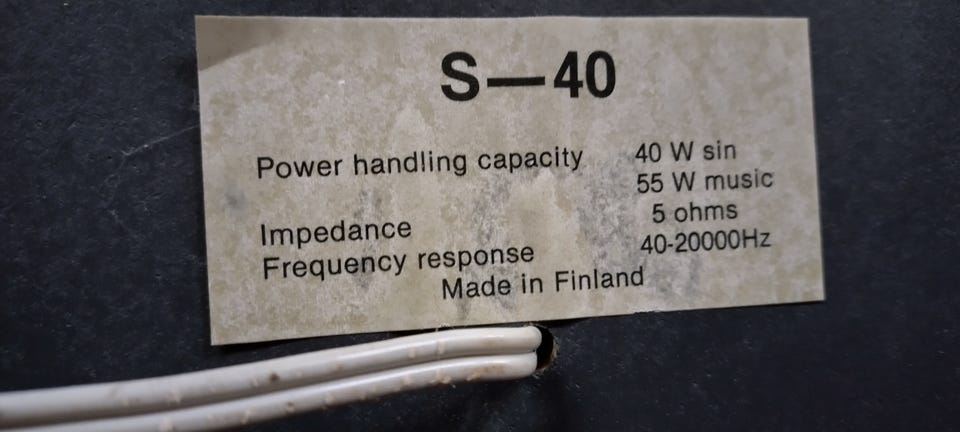 S—40
Power handling capacity 40 W sin
55 W music
Impedance 5 ohms
Frequency response 40-20000Hz
Made in Finland